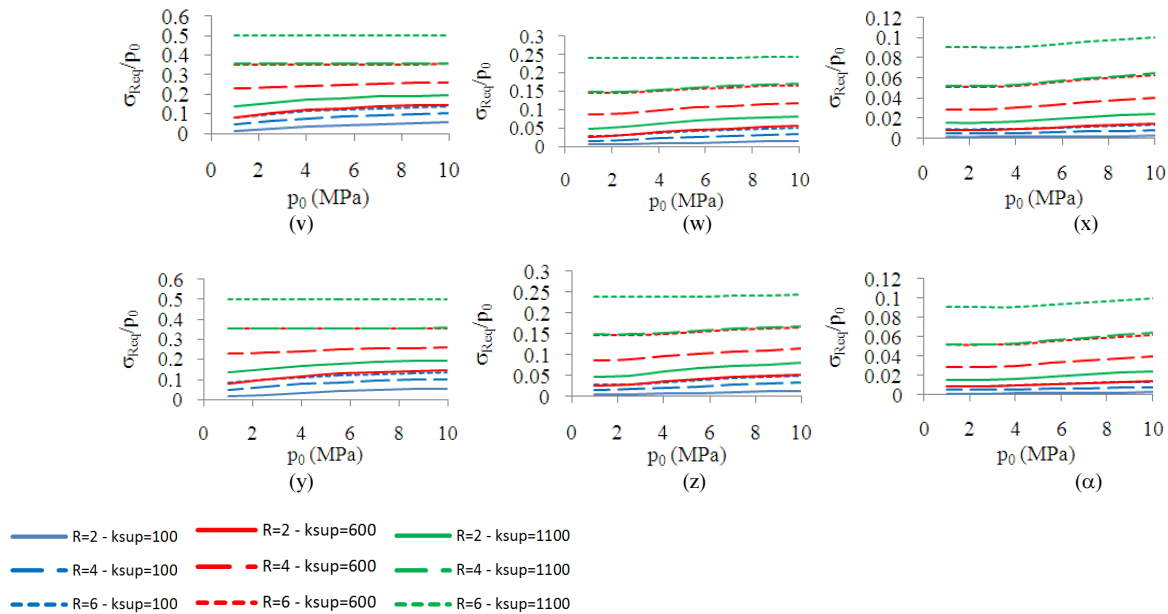 0.6
0.5
0.4
0.3
0.2
0.1
0
σReq/p0
0 2 4 6 8 10
p0 (MPa)
(v)
0.3
0.25
0.2
0.15
0.1
0.05
0
σReq/p0
0 2 4 6 8 10
p0 (MPa)
(w)
0.12
0.1
0.08
0.06
0.04
0.02
0
σReq/p0
0 2 4 6 8 10
p0 (MPa)
(x)
0.6
0.5
0.4
0.3
0.2
0.1
0
σReq/p0
0 2 4 6 8 10
p0 (MPa)
(y)
0.3
0.25
0.2
0.15
0.1
0.05
0
σReq/p0
0 2 4 6 8 10
p0 (MPa)
(z)
0.12
0.1
0.08
0.06
0.04
0.02
0
σReq/p0
0 2 4 6 8 10
p0 (MPa)
(α)
R=2 - ksup=100 R=2 - ksup=600 R=2 - ksup=1100
R=4 - ksup=100 R=4 - ksup=600 R=4 - ksup=1100
R=6 - ksup=100 R=6 - ksup=600 R=6 - ksup=1100